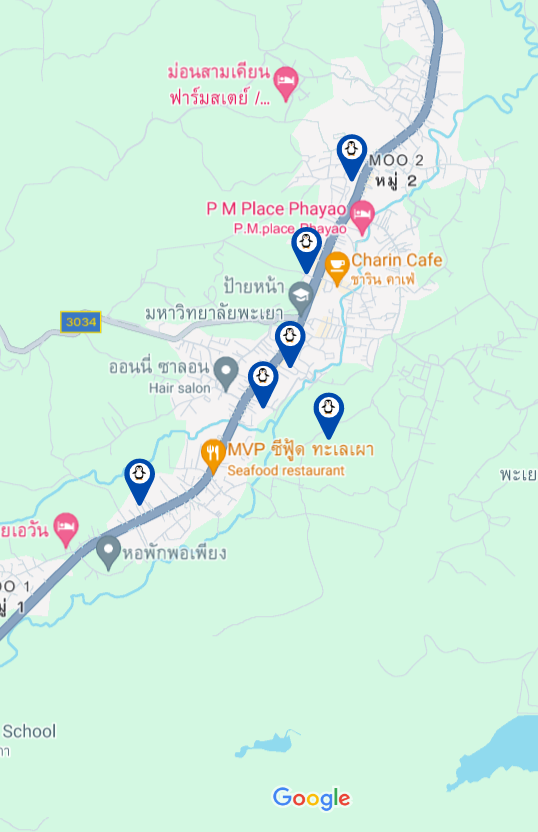 ม่อนสามเคียน
ฟาร์มสเตย์ /...
MOO 2
หมู่ 2
P M Place Phayao
P.M.place Phayao
Charin Cafe
ชาริน คาเฟ่
ป้ายหน้า
มหาวิทยาลัยพะเยา
3034
ออนนี่ ซาลอน
Hair salon
MVP ซีฟู้ด ทะเลเผา
Seafood restaurant
พะเย
ยเอวัน
หอพักพอเพียง
OO 1
มู่ 1
School
ภา
Google